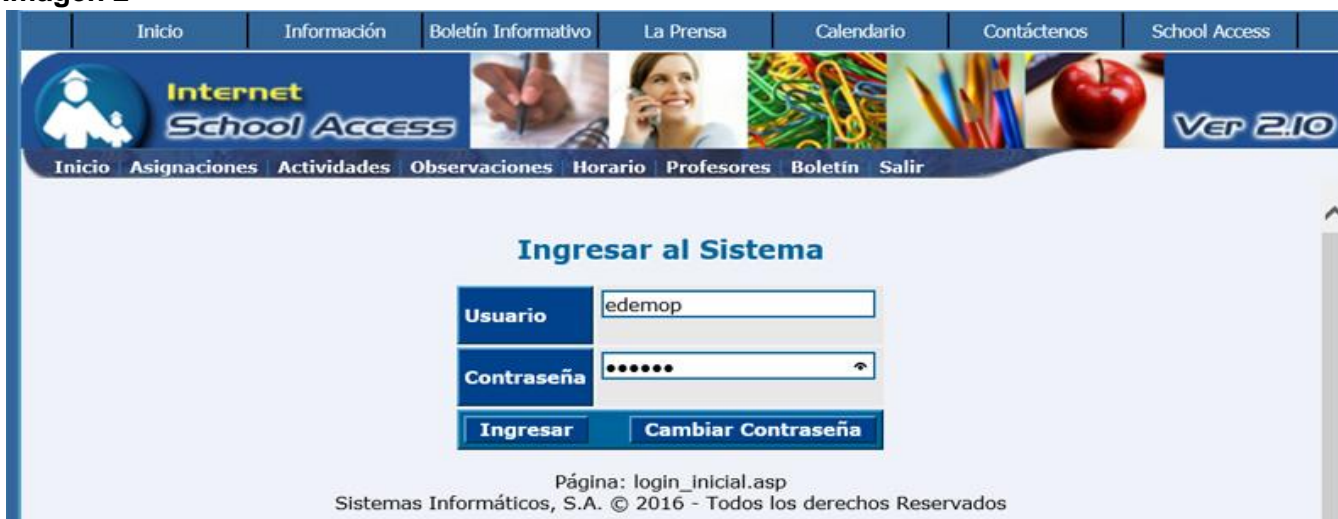 Imagen 2
Inicio Información Boletín Informativo La Prensa Calendario Contáctenos School Access
Internet
School Access
Ver 2.10
Inicio Asignaciones Actividades Observaciones Horario Profesores Boletín Salir
Ingresar al Sistema
Usuario edemop
Contraseña ••••••
Ingresar Cambiar Contraseña
Página: login_inicial.asp
Sistemas Informáticos, S.A. © 2016 - Todos los derechos Reservados